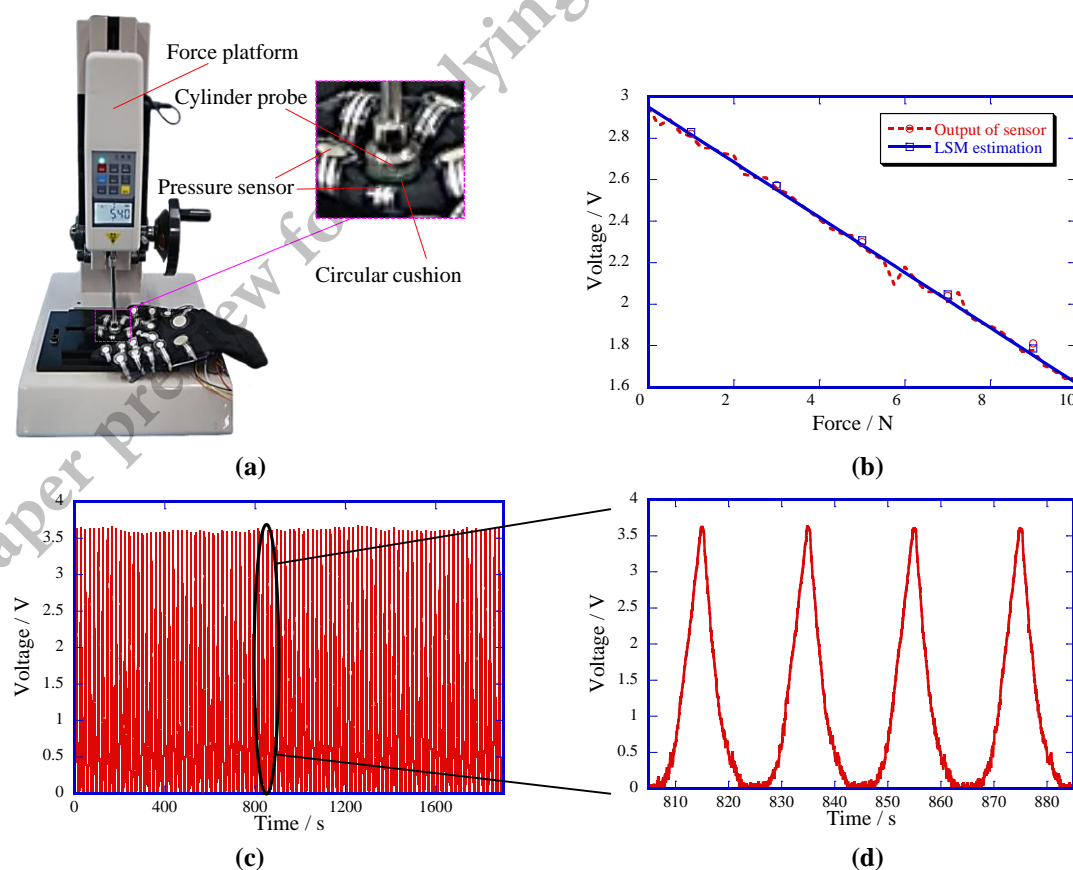 Force platform
Cylinder probe
Pressure sensor
Circular cushion
540
(a)
3
2.8
2.6
2.4
2.2
2
1.8
1.6
0
2
4
6
8
10
Voltage / V
Force / N
Output of sensor
LSM estimation
(b)
4
3.5
3
2.5
2
1.5
1
0.5
0
0
400
800
1200
1600
Voltage / V
Time / s
(c)
4
3.5
3
2.5
2
1.5
1
0.5
0
810
820
830
840
850
860
870
880
Voltage / V
Time / s
(d)